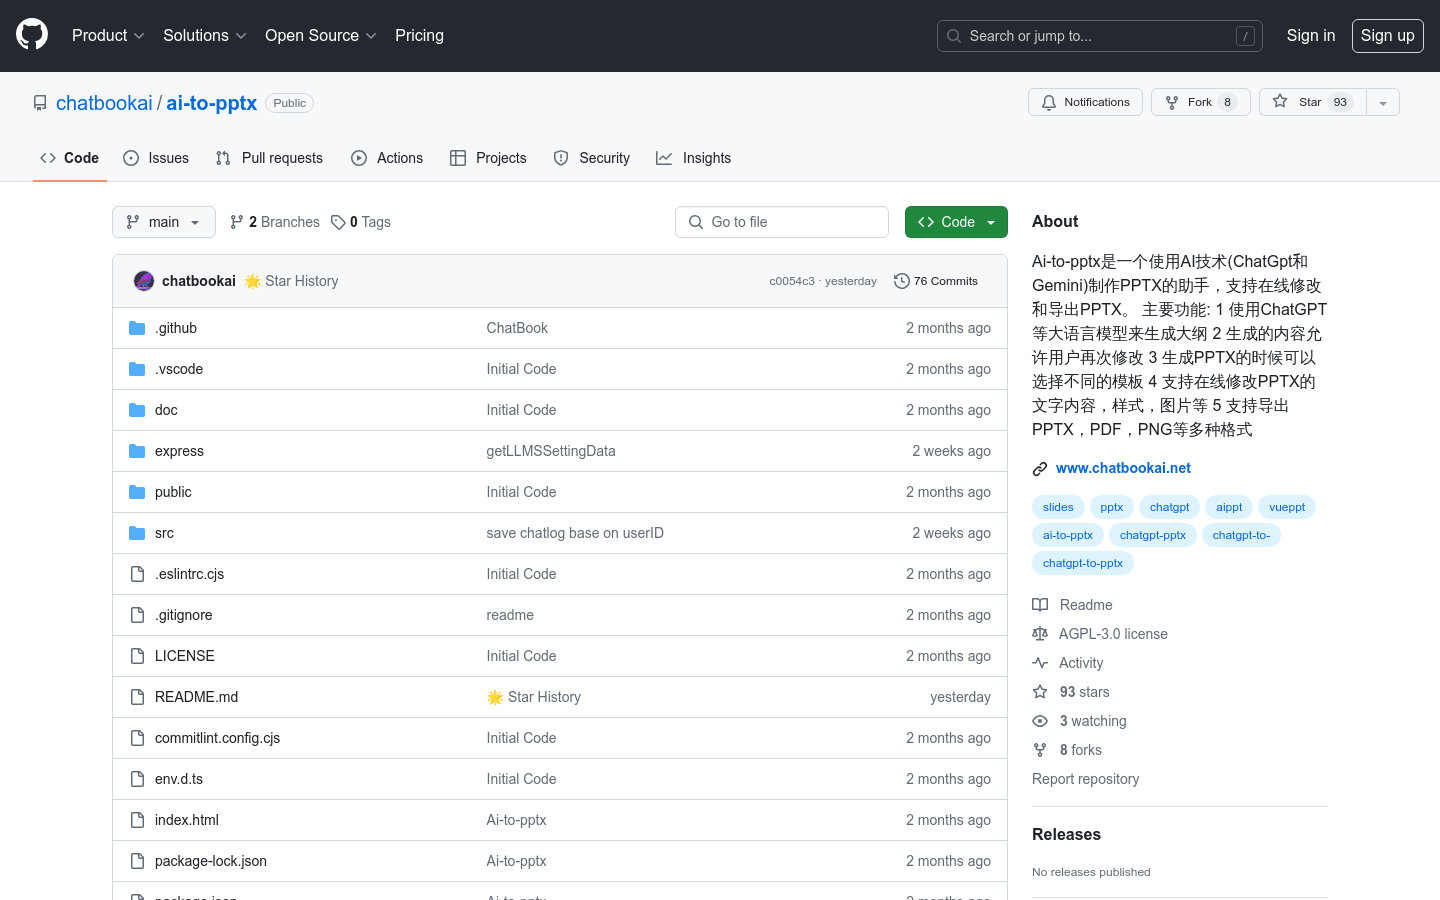 Product Solutions Open Source Pricing Search or jump to... / Sign in Sign up
chatbookai / ai-to-pptx Public Notifications Fork 8 Star 93
Code Issues Pull requests Actions Projects Security Insights
main 2 Branches 0 Tags Go to file Code
chatbookai 🌟 Star History c0054c3 · yesterday 76 Commits
.github ChatBook 2 months ago
.vscode Initial Code 2 months ago
doc Initial Code 2 months ago
express getLLMSSettingData 2 weeks ago
public Initial Code 2 months ago
src save chatlog base on userID 2 weeks ago
.eslintrc.cjs Initial Code 2 months ago
.gitignore readme 2 months ago
LICENSE Initial Code 2 months ago
README.md 🌟 Star History yesterday
commitlint.config.cjs Initial Code 2 months ago
env.d.ts Initial Code 2 months ago
index.html Ai-to-pptx 2 months ago
package-lock.json Ai-to-pptx 2 months ago
About
Ai-to-pptx是一个使用AI技术(ChatGpt和
Gemini)制作PPTX的助手，支持在线修改
和导出PPTX。 主要功能: 1 使用ChatGPT
等大语言模型来生成大纲 2 生成的内容允
许用户再次修改 3 生成PPTX的时候可以
选择不同的模板 4 支持在线修改PPTX的
文字内容，样式，图片等 5 支持导出
PPTX，PDF，PNG等多种格式
www.chatbookai.net
slides pptx chatgpt aippt vueppt
ai-to-pptx chatgpt-pptx chatgpt-to-
chatgpt-to-pptx
Readme
AGPL-3.0 license
Activity
93 stars
3 watching
8 forks
Report repository
Releases
No releases published